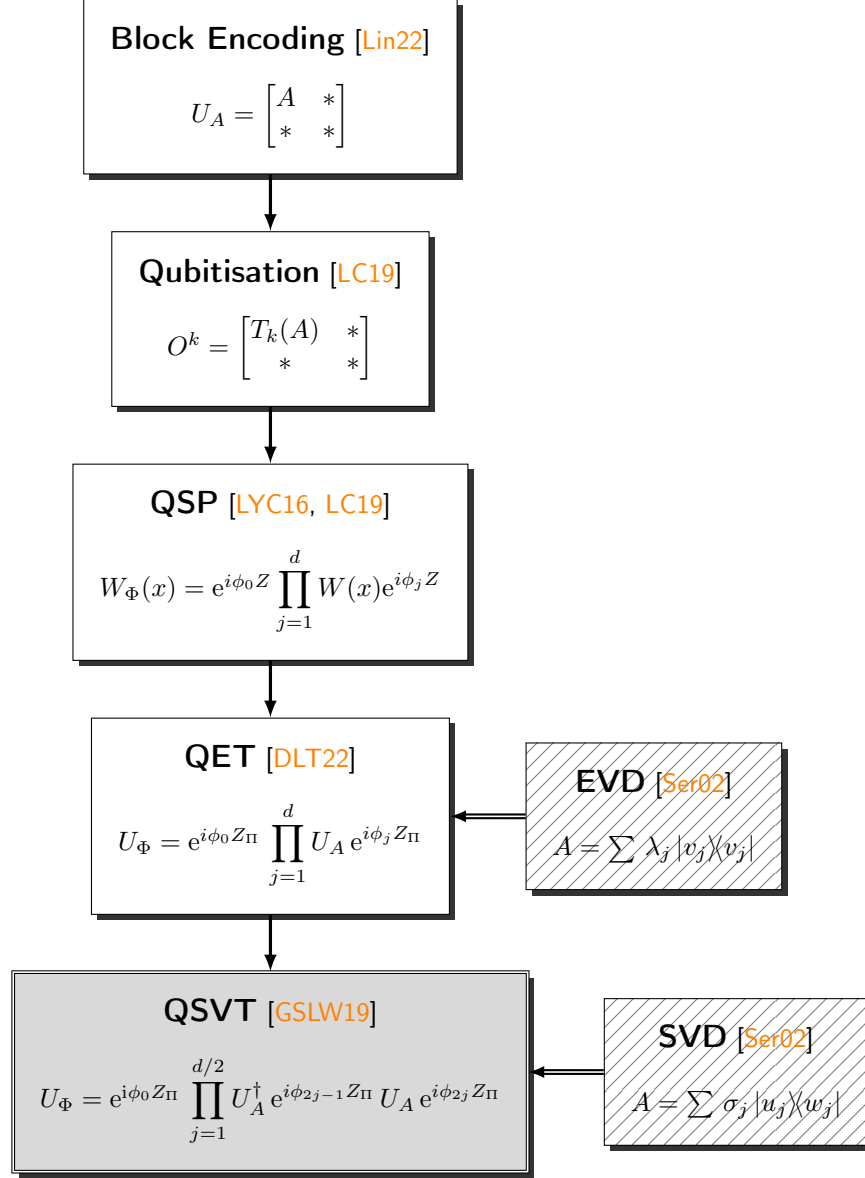 Block Encoding [Lin22]
U_A = [A * ; * *]
Qubitisation [LC19]
O^k = [T_k(A) * ; * *]
QSP [LYC16, LC19]
W_Φ(x) = e^{iϕ_0 Z} ∏_{j=1}^{d} W(x)e^{iϕ_j Z}
QET [DLT22]
U_Φ = e^{iϕ_0 Z_Π} ∏_{j=1}^{d} U_A e^{iϕ_j Z_Π}
EVD [Ser02]
A = ∑ λ_j |v_j⟩⟨v_j|
QSVT [GSLW19]
U_Φ = e^{iϕ_0 Z_Π} ∏_{j=1}^{d/2} U_A^† e^{iϕ_{2j−1} Z_Π} U_A e^{iϕ_{2j} Z_Π}
SVD [Ser02]
A = ∑ σ_j |u_j⟩⟨w_j|